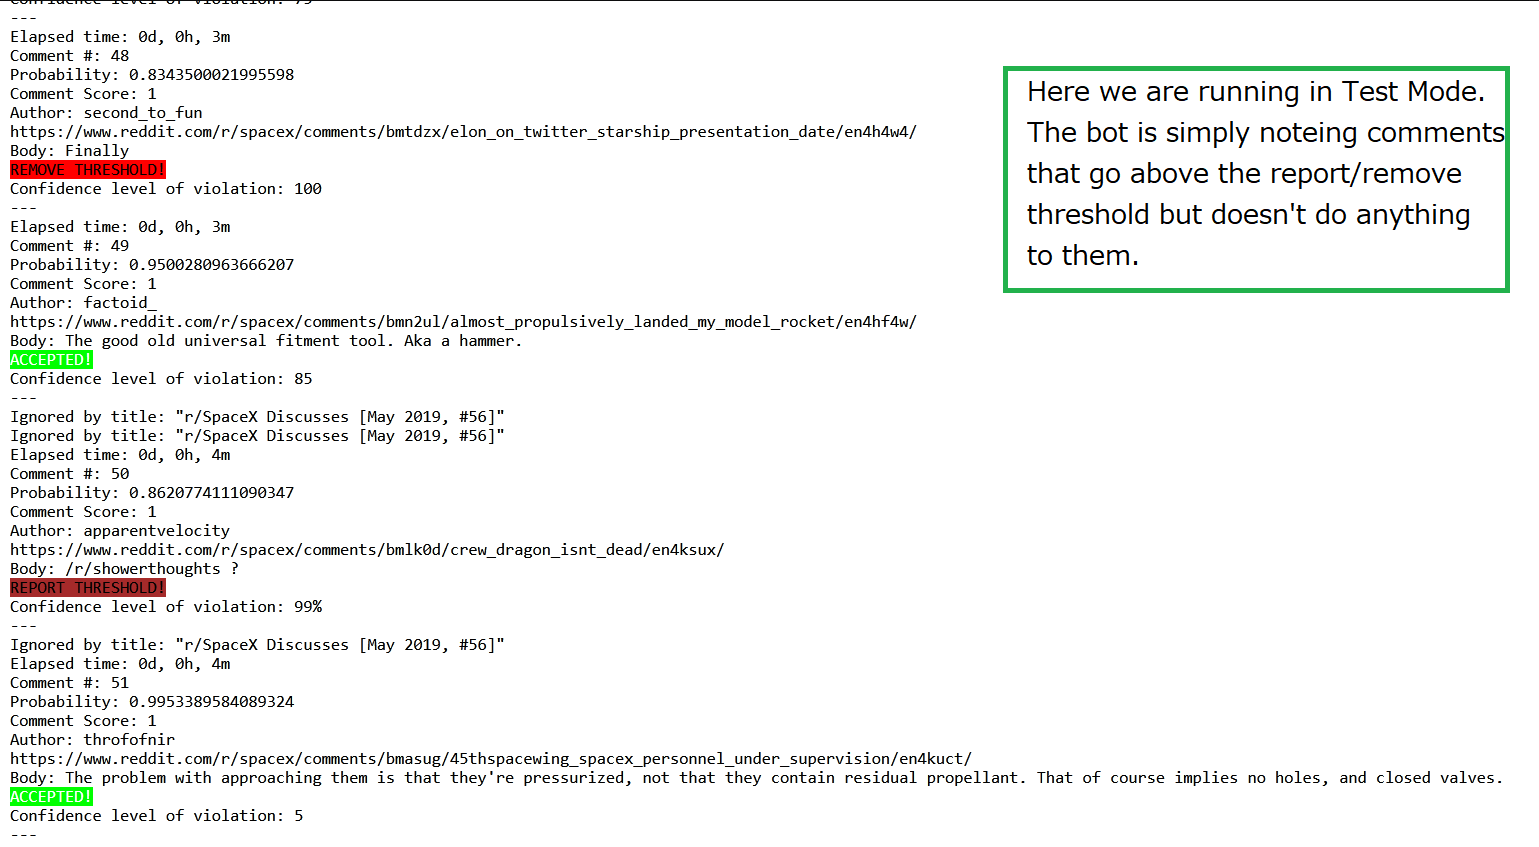 Confidence level of violation: 75
---
Elapsed time: 0d, 0h, 3m
Comment #: 48
Probability: 0.8343500021995598
Comment Score: 1
Author: second_to_fun
https://www.reddit.com/r/spacex/comments/bmtdzx/elon_on_twitter_starship_presentation_date/en4h4w4/
Body: Finally
REMOVE THRESHOLD!
Confidence level of violation: 100
---
Elapsed time: 0d, 0h, 3m
Comment #: 49
Probability: 0.9500280963666207
Comment Score: 1
Author: factoid_
https://www.reddit.com/r/spacex/comments/bmn2ul/almost_propulsively_landed_my_model_rocket/en4hf4w/
Body: The good old universal fitment tool. Aka a hammer.
ACCEPTED!
Confidence level of violation: 85
---
Ignored by title: "r/SpaceX Discusses [May 2019, #56]"
Ignored by title: "r/SpaceX Discusses [May 2019, #56]"
Elapsed time: 0d, 0h, 4m
Comment #: 50
Probability: 0.8620774111090347
Comment Score: 1
Author: apparentvelocity
https://www.reddit.com/r/spacex/comments/bmlk0d/crew_dragon_isnt_dead/en4ksux/
Body: /r/showerthoughts ?
REPORT THRESHOLD!
Confidence level of violation: 99%
---
Ignored by title: "r/SpaceX Discusses [May 2019, #56]"
Elapsed time: 0d, 0h, 4m
Comment #: 51
Probability: 0.9953389584089324
Comment Score: 1
Author: throfofnir
https://www.reddit.com/r/spacex/comments/bmasug/45thspacewing_spacex_personnel_under_supervision/en4kuct/
Body: The problem with approaching them is that they're pressurized, not that they contain residual propellant. That of course implies no holes, and closed valves.
ACCEPTED!
Confidence level of violation: 5
---
Here we are running in Test Mode.
The bot is simply noteing comments
that go above the report/remove
threshold but doesn't do anything
to them.